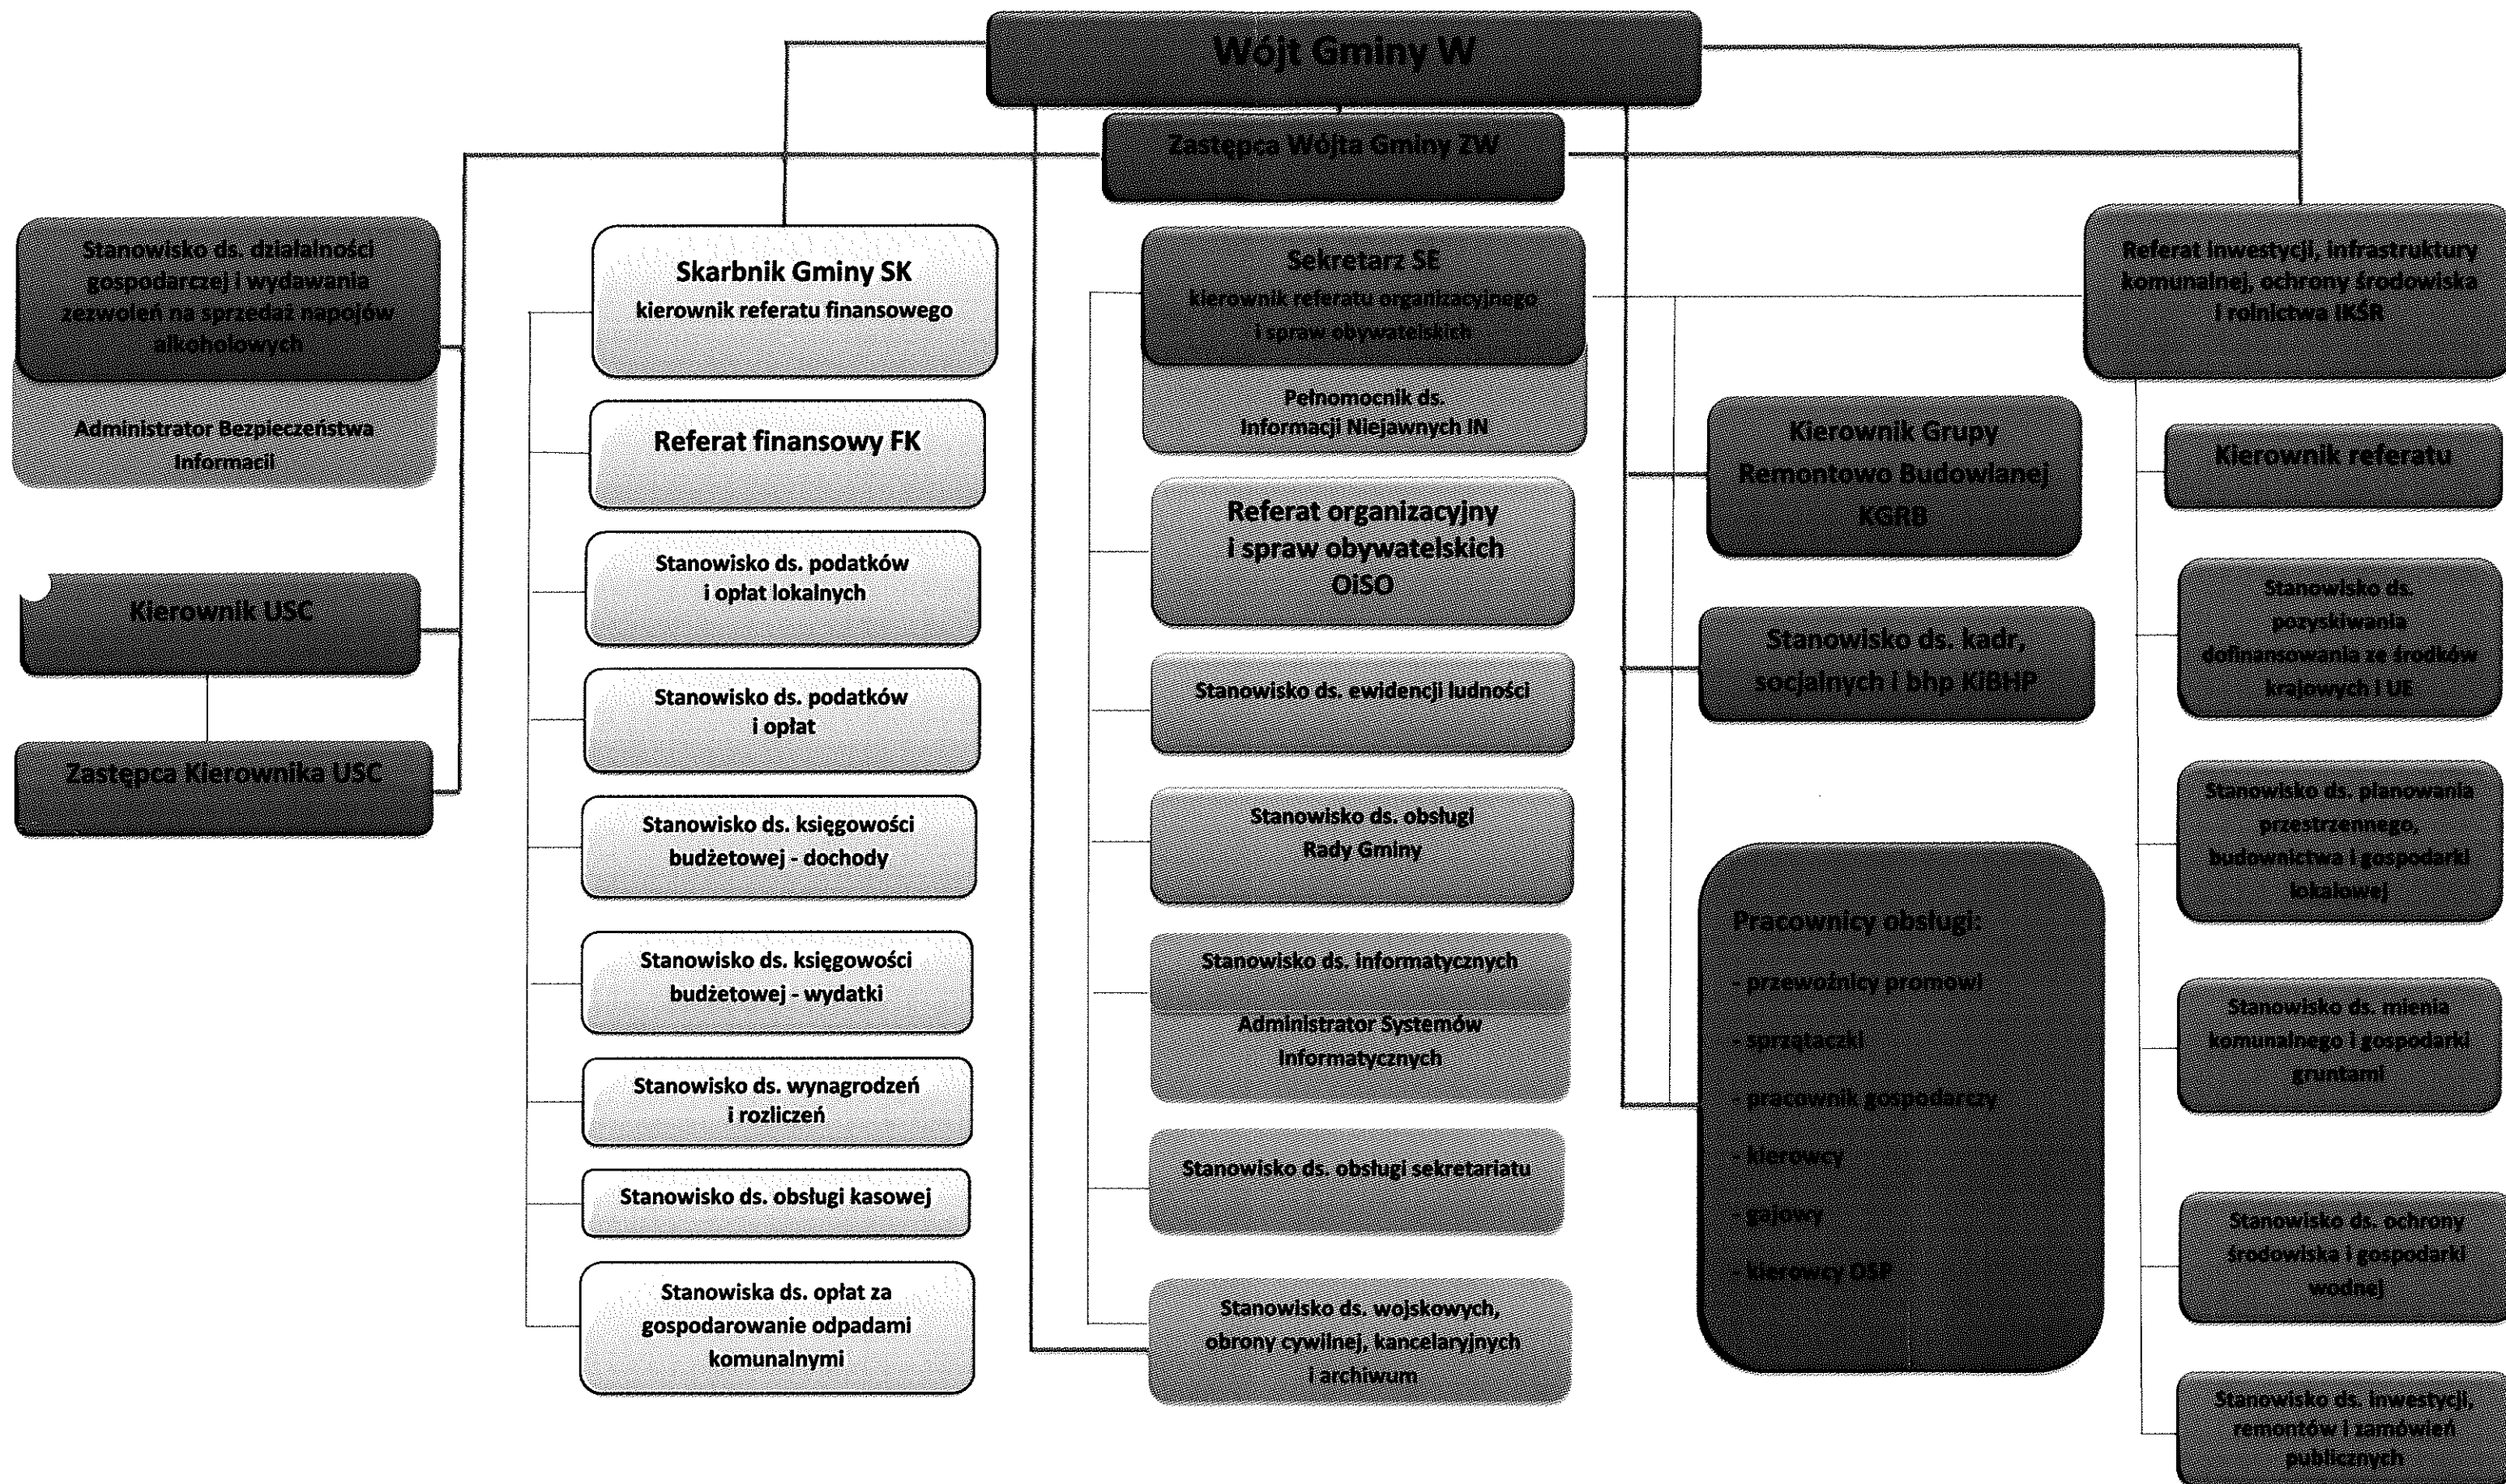 Wójt Gminy W
Zastępca Wójta Gminy ZW
Stanowisko ds. działalności
gospodarczej i wydawania
zezwoleń na sprzedaż napojów
alkoholowych
Administrator Bezpieczeństwa
Informacji
Kierownik USC
Zastępca Kierownika USC
Skarbnik Gminy SK
kierownik referatu finansowego
Referat finansowy FK
Stanowisko ds. podatków
i opłat lokalnych
Stanowisko ds. podatków
i opłat
Stanowisko ds. księgowości
budżetowej - dochody
Stanowisko ds. księgowości
budżetowej - wydatki
Stanowisko ds. wynagrodzeń
i rozliczeń
Stanowisko ds. obsługi kasowej
Stanowiska ds. opłat za
gospodarowanie odpadami
komunalnymi
Sekretarz SE
kierownik referatu organizacyjnego
i spraw obywatelskich
Pełnomocnik ds.
Informacji Niejawnych IN
Referat organizacyjny
i spraw obywatelskich
OiSO
Stanowisko ds. ewidencji ludności
Stanowisko ds. obsługi
Rady Gminy
Stanowisko ds. informatycznych
Administrator Systemów
Informatycznych
Stanowisko ds. obsługi sekretariatu
Stanowisko ds. wojskowych,
obrony cywilnej, kancelaryjnych
i archiwum
Kierownik Grupy
Remontowo Budowlanej
KGRB
Stanowisko ds. kadr,
socjalnych i bhp KiBHP
Pracownicy obsługi:
- przewoźnicy promowi
- sprzątaczki
- pracownik gospodarczy
- kierowcy
- gajowy
- kierowcy OSP
Referat inwestycji, infrastruktury
komunalnej, ochrony środowiska
i rolnictwa IKŚR
Kierownik referatu
Stanowisko ds.
pozyskiwania
dofinansowania ze środków
krajowych i UE
Stanowisko ds. planowania
przestrzennego,
budownictwa i gospodarki
lokalowej
Stanowisko ds. mienia
komunalnego i gospodarki
gruntami
Stanowisko ds. ochrony
środowiska i gospodarki
wodnej
Stanowisko ds. inwestycji,
remontów i zamówień
publicznych